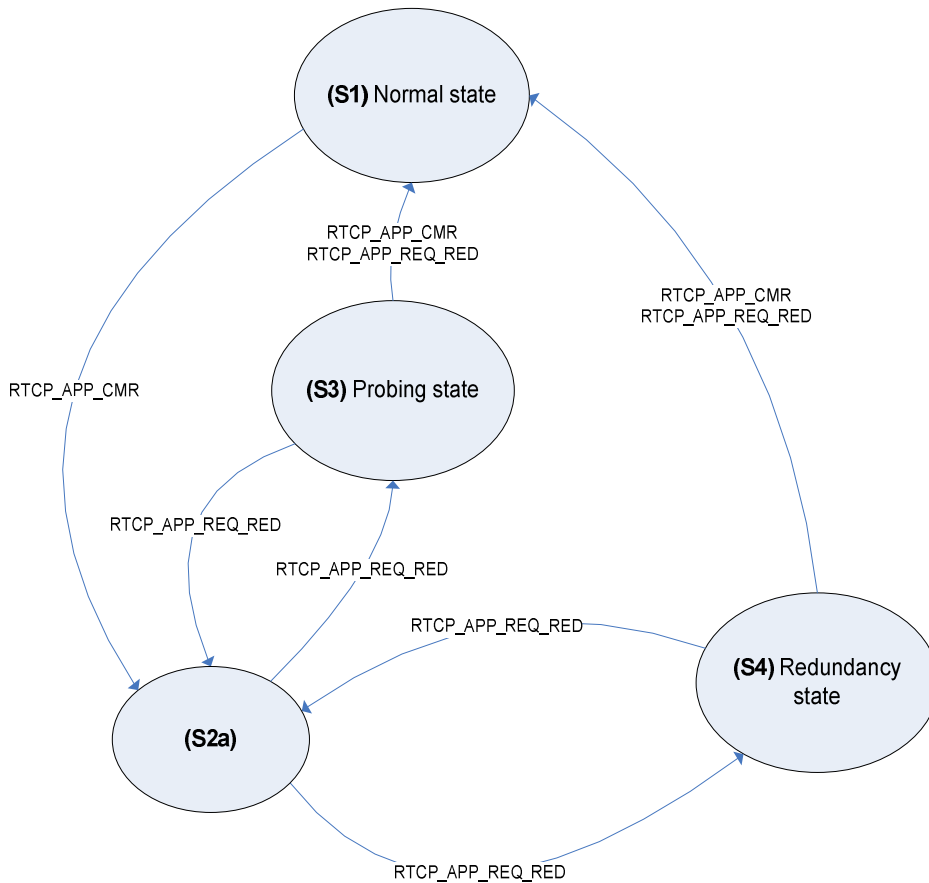 (S1) Normal state
RTCP_APP_CMR
RTCP_APP_REQ_RED
RTCP_APP_CMR
RTCP_APP_REQ_RED
RTCP_APP_CMR
(S3) Probing state
RTCP_APP_REQ_RED
RTCP_APP_REQ_RED
RTCP_APP_REQ_RED
(S4) Redundancy
state
(S2a)
RTCP_APP_REQ_RED